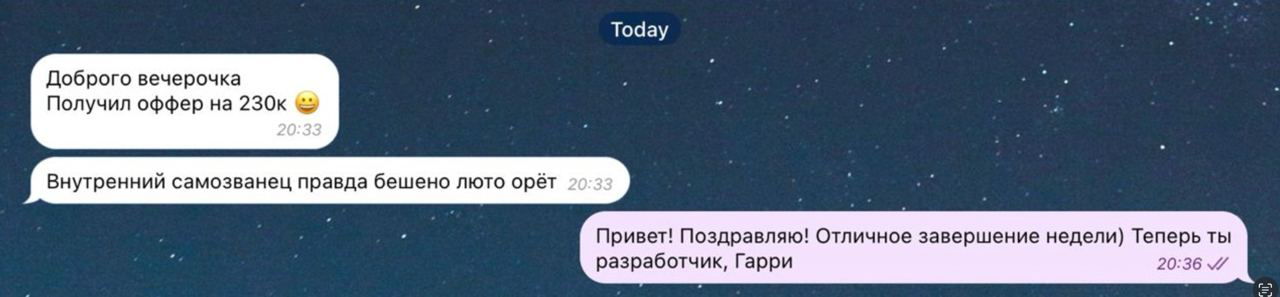 Today
Доброго вечерочка
Получил оффер на 230к 😀
20:33
Внутренний самозванец правда бешено люто орёт 20:33
Привет! Поздравляю! Отличное завершение недели) Теперь ты
разработчик, Гарри 20:36